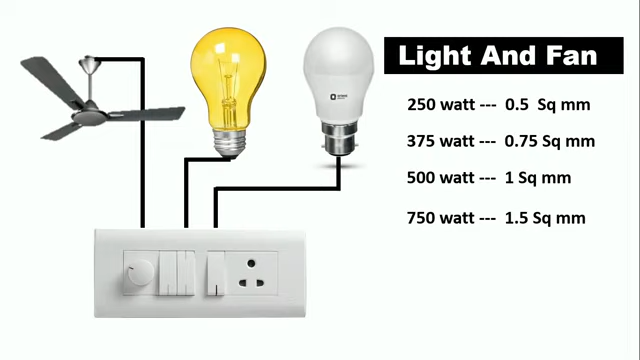 Light And Fan
250 watt --- 0.5 Sq mm
375 watt --- 0.75 Sq mm
500 watt --- 1 Sq mm
750 watt --- 1.5 Sq mm